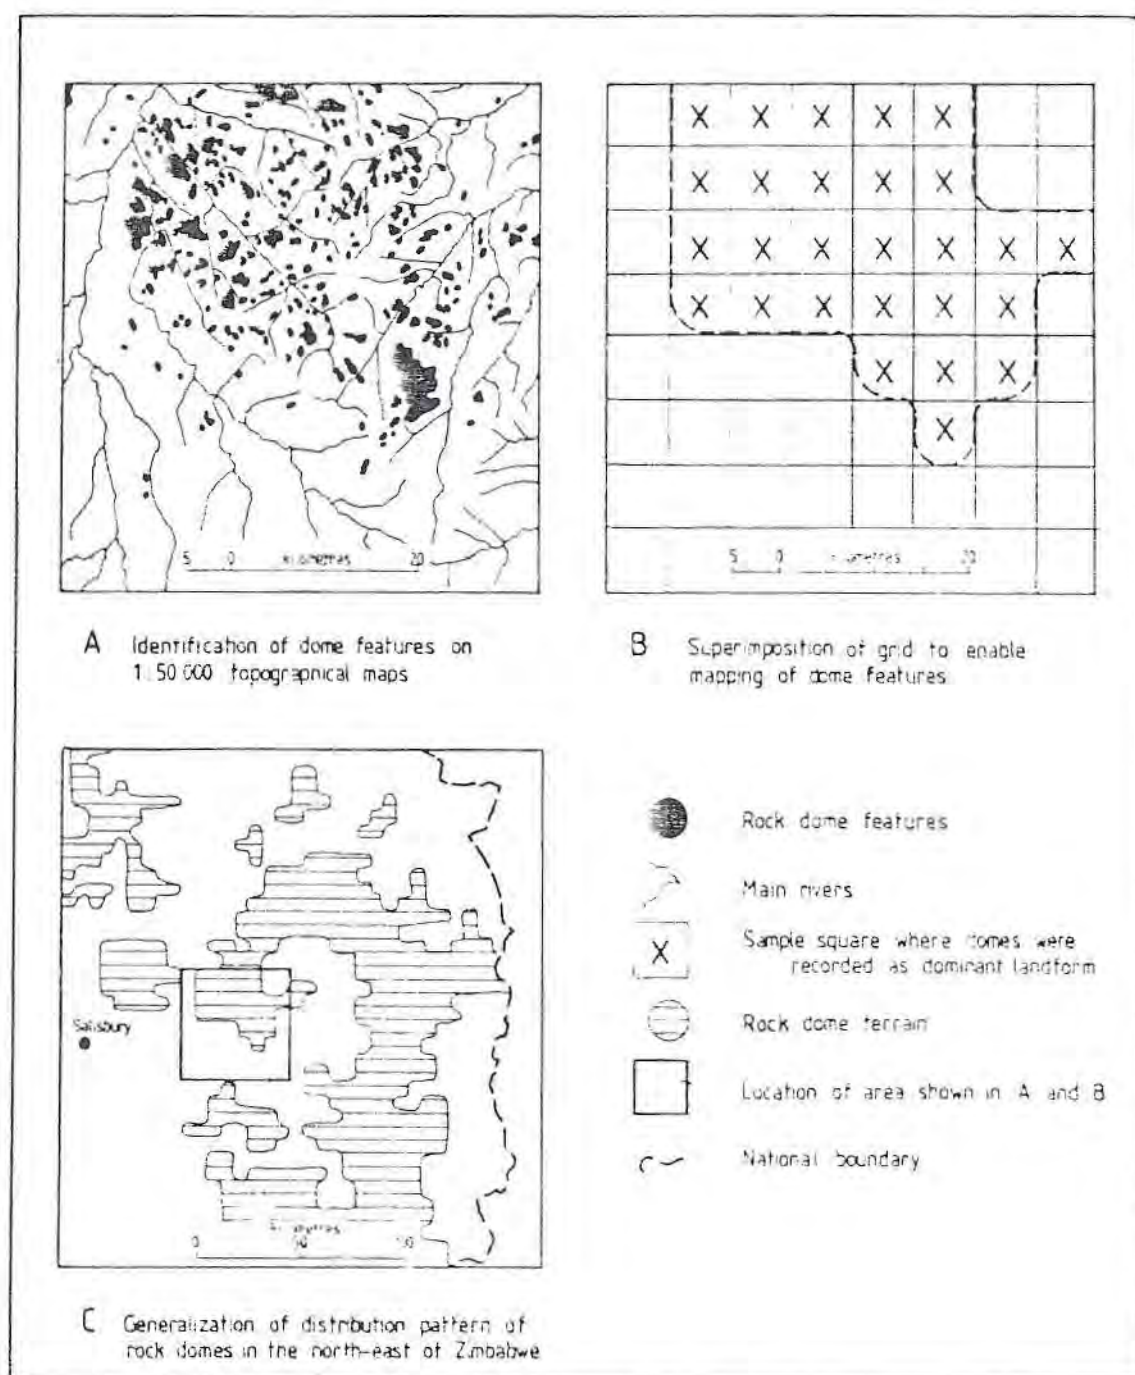 5 0 kilometres 20
A Identification of dome features on
1:50 000 topographical maps
X X X X X
X X X X X
X X X X X X X
X X X X X X
X X X
X
5 0 20
B Superimposition of grid to enable
mapping of dome features
Salisbury
0
C Generalization of distribution pattern of
rock domes in the north-east of Zimbabwe
Rock dome features
Main rivers
X
Sample square where domes were
recorded as dominant landform
Rock dome terrain
Location of area shown in A and B
National boundary